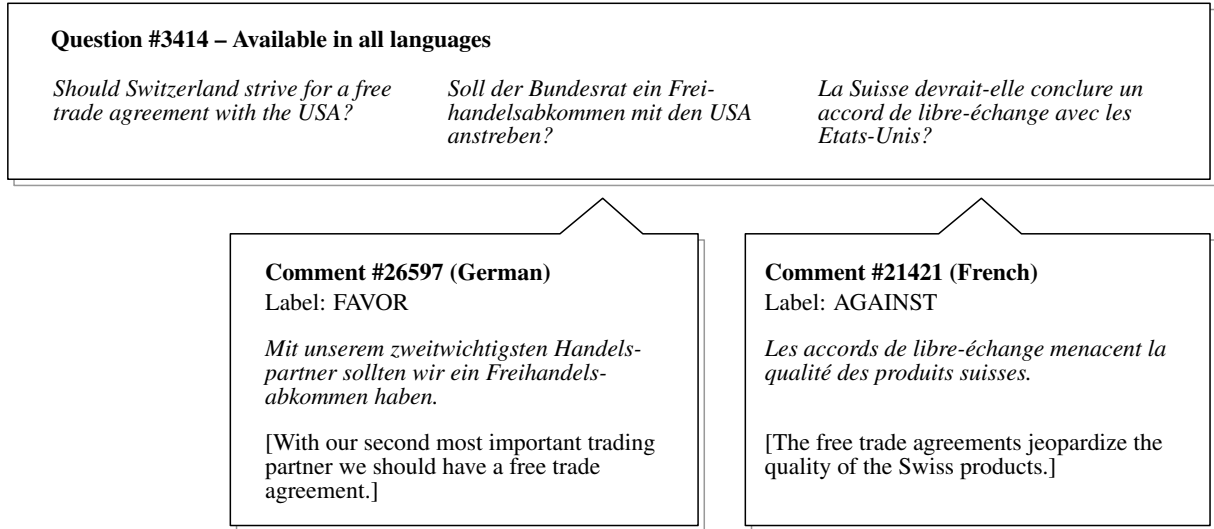 Question #3414 – Available in all languages
Should Switzerland strive for a free
trade agreement with the USA?
Soll der Bundesrat ein Frei-
handelsabkommen mit den USA
anstreben?
La Suisse devrait-elle conclure un
accord de libre-échange avec les
Etats-Unis?
Comment #26597 (German)
Label: FAVOR
Mit unserem zweitwichtigsten Handels-
partner sollten wir ein Freihandels-
abkommen haben.
[With our second most important trading
partner we should have a free trade
agreement.]
Comment #21421 (French)
Label: AGAINST
Les accords de libre-échange menacent la
qualité des produits suisses.
[The free trade agreements jeopardize the
quality of the Swiss products.]